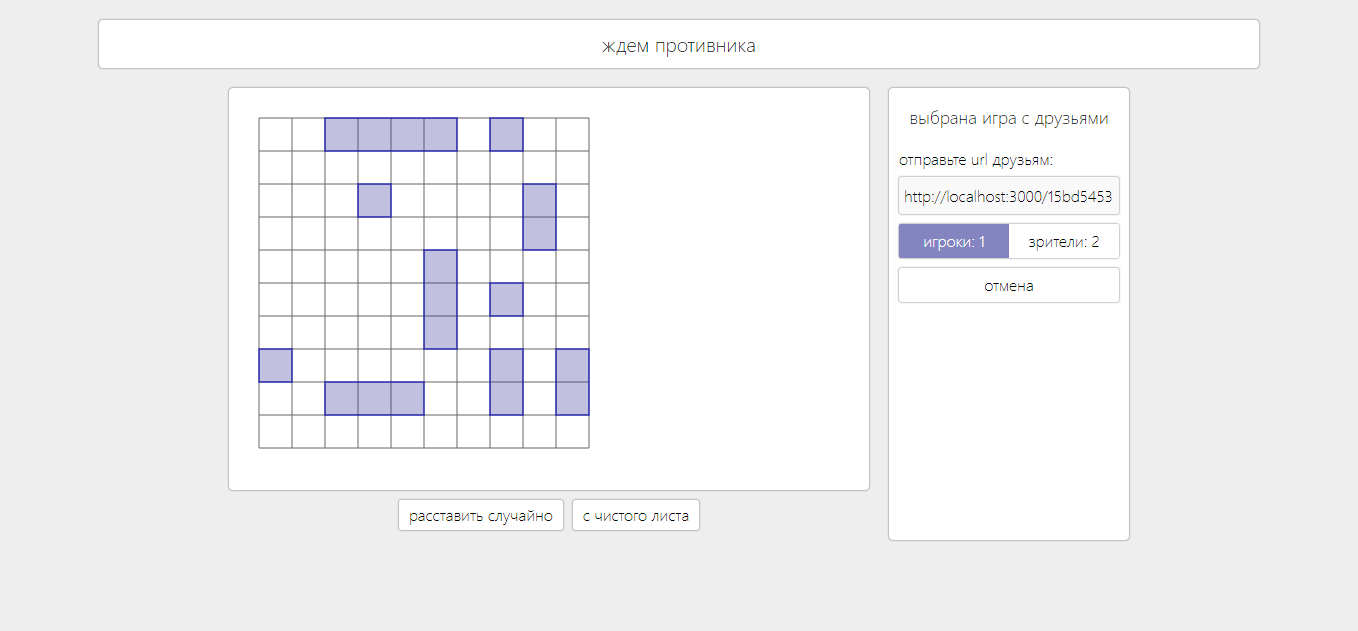 ждем противника
выбрана игра с друзьями
отправьте url друзьям:
http://localhost:3000/15bd5453
игроки: 1
зрители: 2
отмена
расставить случайно
с чистого листа